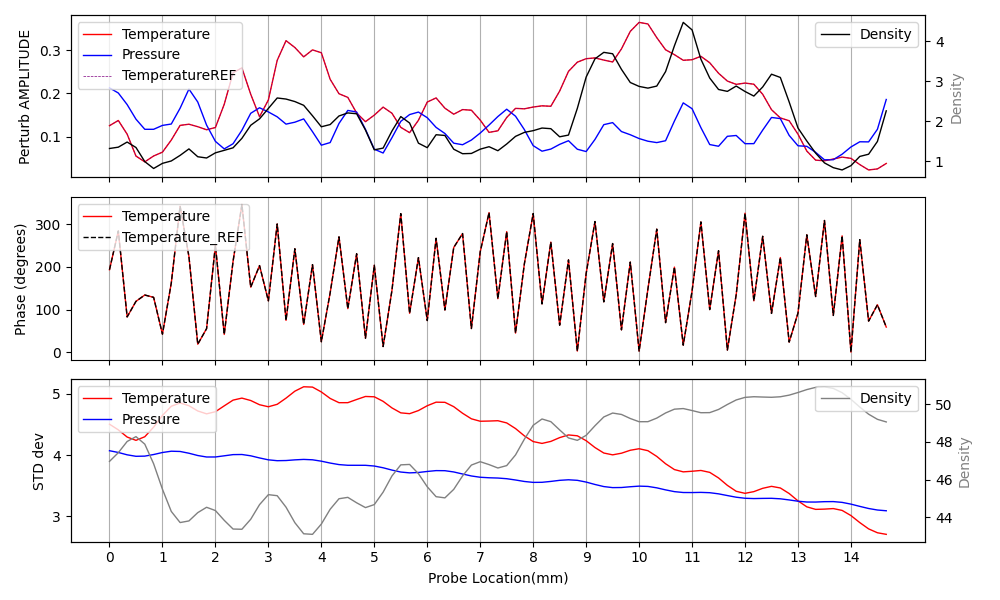 Temperature
Pressure
TemperatureREF
Density
Perturb AMPLITUDE
0.3
0.2
0.1
4
3
2
1
Density
Temperature
Temperature_REF
Phase (degrees)
300
200
100
0
Temperature
Pressure
Density
STD dev
5
4
3
50
48
46
44
Density
0 1 2 3 4 5 6 7 8 9 10 11 12 13 14
Probe Location(mm)